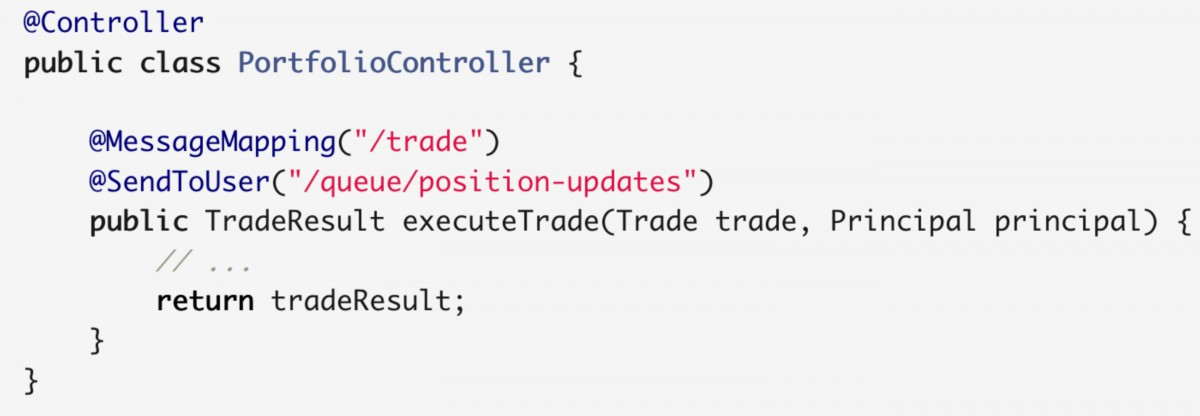 @Controller
public class PortfolioController {
@MessageMapping("/trade")
@SendToUser("/queue/position-updates")
public TradeResult executeTrade(Trade trade, Principal principal) {
// ...
return tradeResult;
}
}